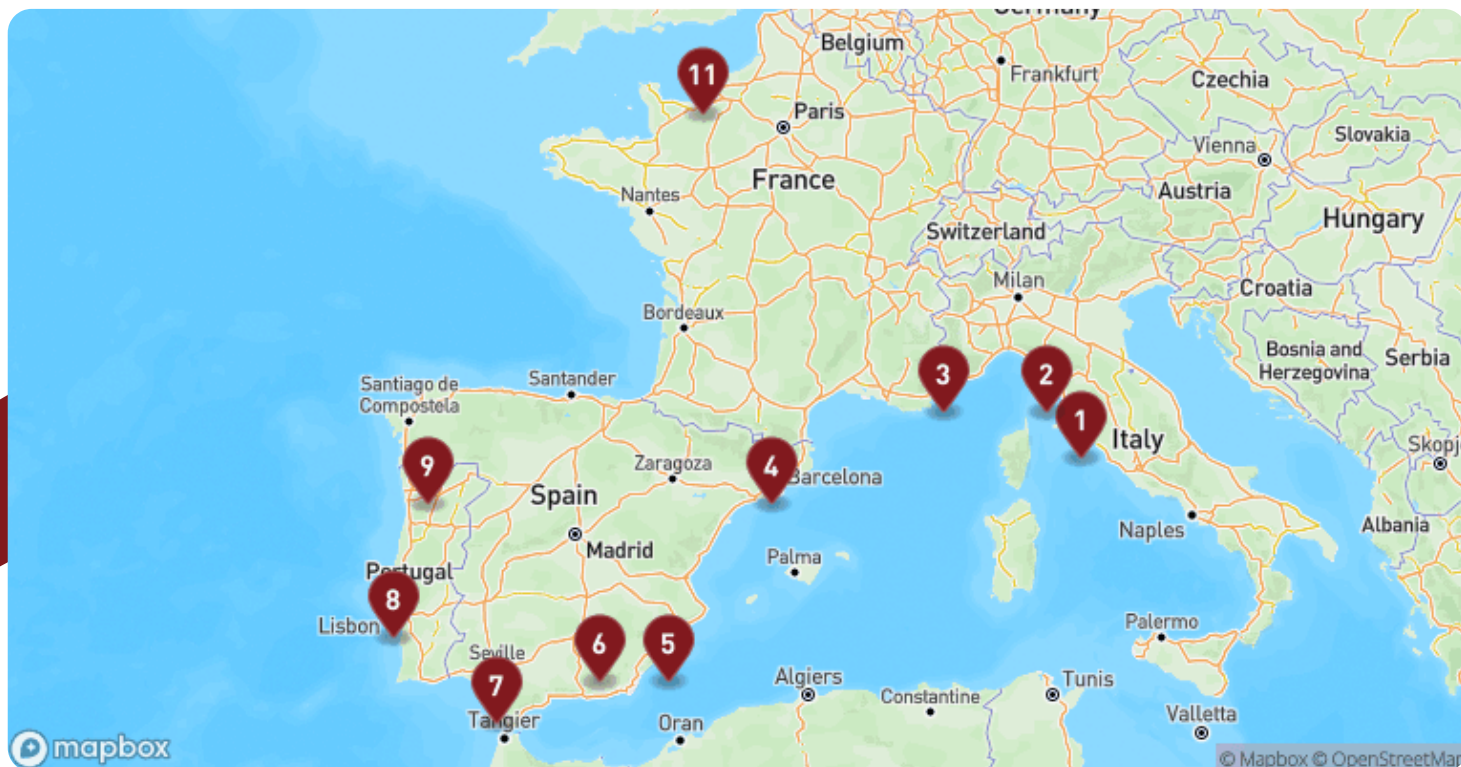 Germany
Belgium
11
Frankfurt
Czechia
Paris
Slovakia
Vienna
France
Austria
Nantes
Hungary
Switzerland
Milan
Croatia
Bordeaux
Bosnia and
Herzegovina
Serbia
3
2
Santander
Santiago de
Compostela
1
Italy
9
Zaragoza
4
Barcelona
Spain
Naples
Albania
Madrid
Palma
Portugal
8
Lisbon
Palermo
6
5
Seville
7
Algiers
Tunis
Constantine
Tangier
Oran
Valletta
mapbox
© Mapbox © OpenStreetMap